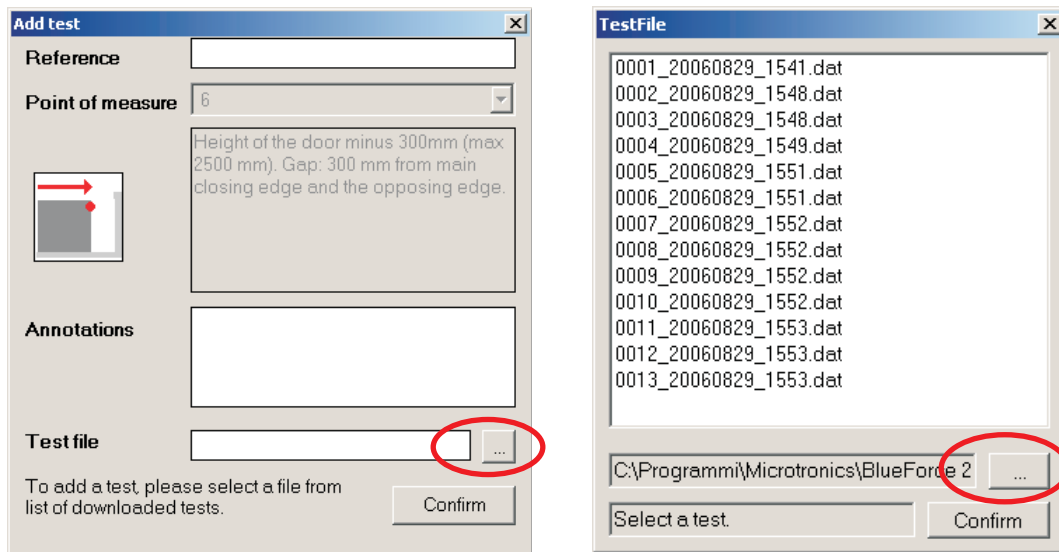 Add test
Reference
Point of measure
6
Height of the door minus 300mm (max
2500 mm). Gap: 300 mm from main
closing edge and the opposing edge.
Annotations
Test file
...
To add a test, please select a file from
list of downloaded tests.
Confirm
TestFile
0001_20060829_1541.dat
0002_20060829_1548.dat
0003_20060829_1548.dat
0004_20060829_1549.dat
0005_20060829_1551.dat
0006_20060829_1551.dat
0007_20060829_1552.dat
0008_20060829_1552.dat
0009_20060829_1552.dat
0010_20060829_1552.dat
0011_20060829_1553.dat
0012_20060829_1553.dat
0013_20060829_1553.dat
C:\Programmi\Microtronics\BlueForce 2
...
Select a test.
Confirm